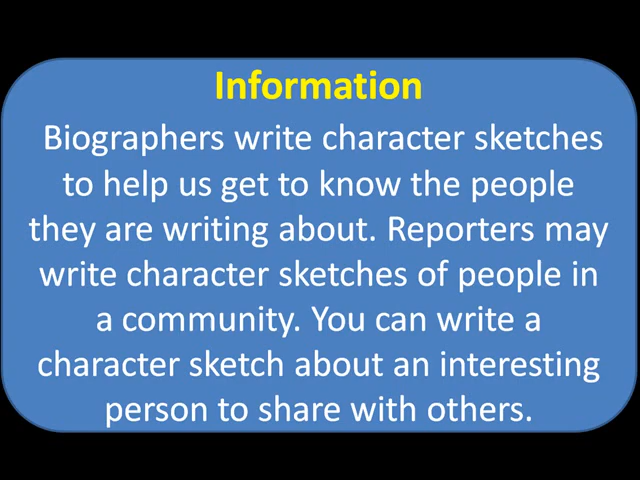 Information
Biographers write character sketches
to help us get to know the people
they are writing about. Reporters may
write character sketches of people in
a community. You can write a
character sketch about an interesting
person to share with others.